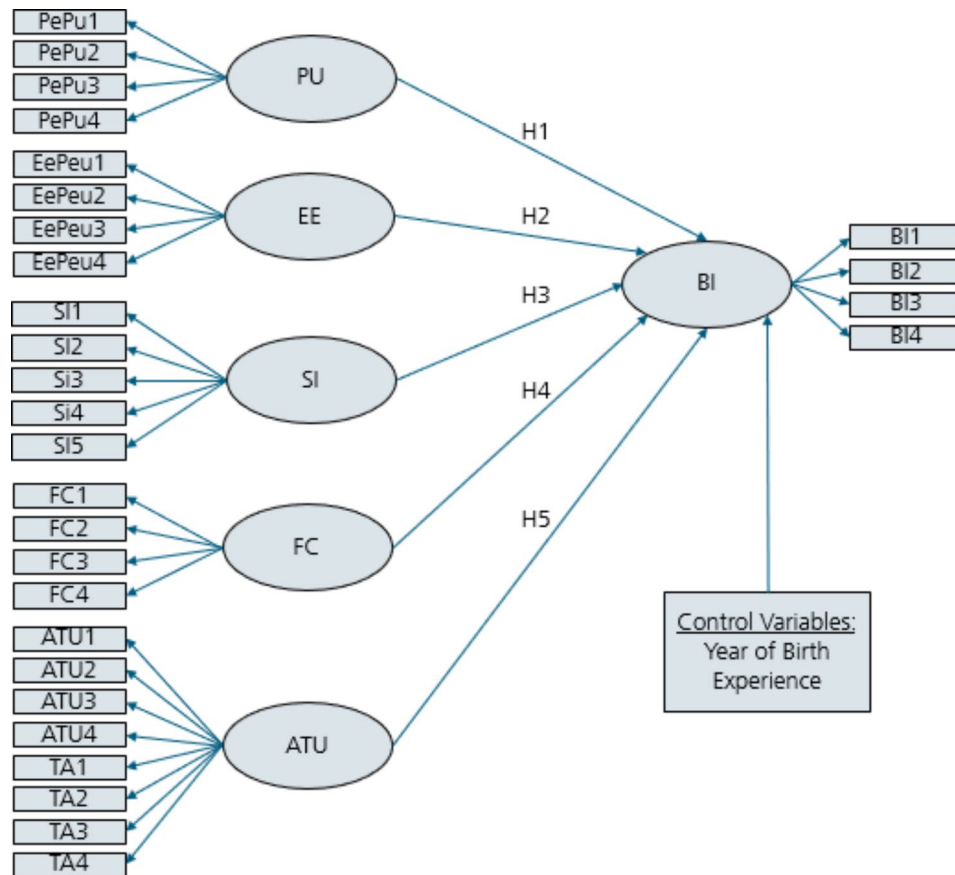 PePu1
PePu2
PePu3
PePu4
PU
H1
EePeu1
EePeu2
EePeu3
EePeu4
EE
H2
BI
BI1
BI2
BI3
BI4
SI1
SI2
Si3
Si4
SI5
SI
H3
FC1
FC2
FC3
FC4
FC
H4
ATU1
ATU2
ATU3
ATU4
TA1
TA2
TA3
TA4
ATU
H5
Control Variables:
Year of Birth
Experience